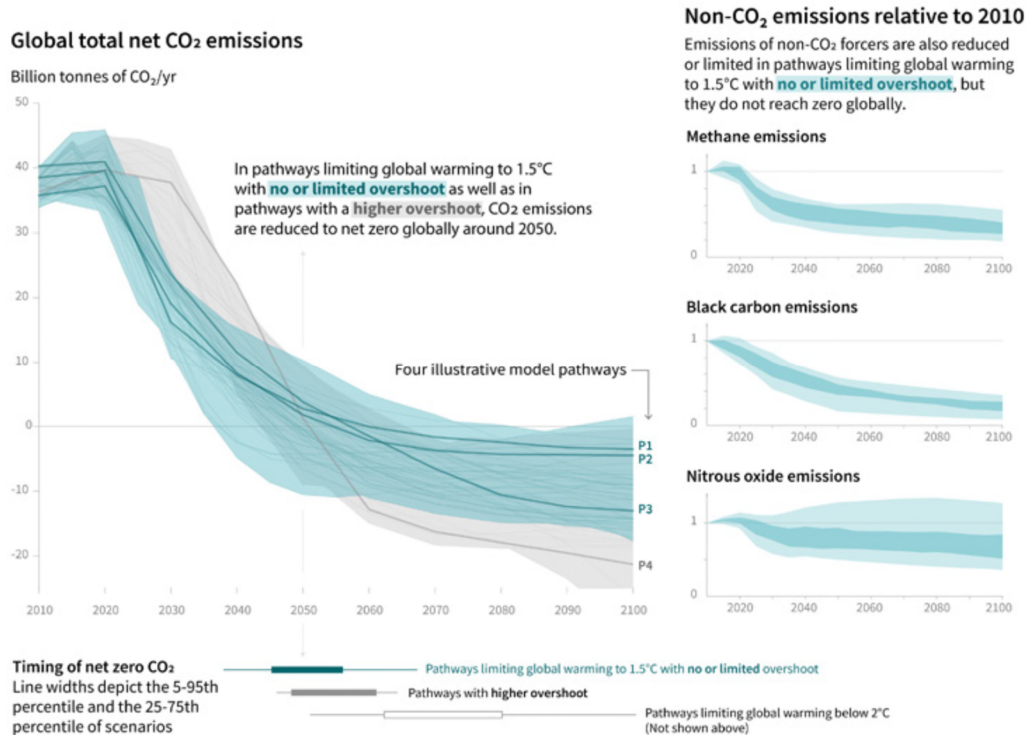 Global total net CO₂ emissions
Billion tonnes of CO₂/yr
50
40
30
20
10
0
-10
-20
2010 2020 2030 2040 2050 2060 2070 2080 2090 2100
In pathways limiting global warming to 1.5°C
with no or limited overshoot as well as in
pathways with a higher overshoot, CO₂ emissions
are reduced to net zero globally around 2050.
Four illustrative model pathways
P1
P2
P3
P4
Non-CO₂ emissions relative to 2010
Emissions of non-CO₂ forcers are also reduced
or limited in pathways limiting global warming
to 1.5°C with no or limited overshoot, but
they do not reach zero globally.
Methane emissions
1
0
2020 2040 2060 2080 2100
Black carbon emissions
1
0
2020 2040 2060 2080 2100
Nitrous oxide emissions
1
0
2020 2040 2060 2080 2100
Timing of net zero CO₂
Line widths depict the 5-95th
percentile and the 25-75th
percentile of scenarios
Pathways limiting global warming to 1.5°C with no or limited overshoot
Pathways with higher overshoot
Pathways limiting global warming below 2°C
(Not shown above)